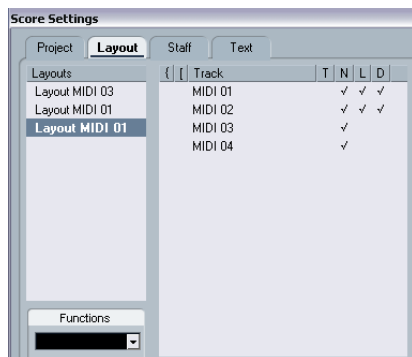 Score Settings
Project Layout Staff Text
Layouts { [ Track T N L D
Layout MIDI 03 MIDI 01 √ √ √
Layout MIDI 01 MIDI 02 √ √ √
Layout MIDI 01 MIDI 03 √
MIDI 04 √
Functions